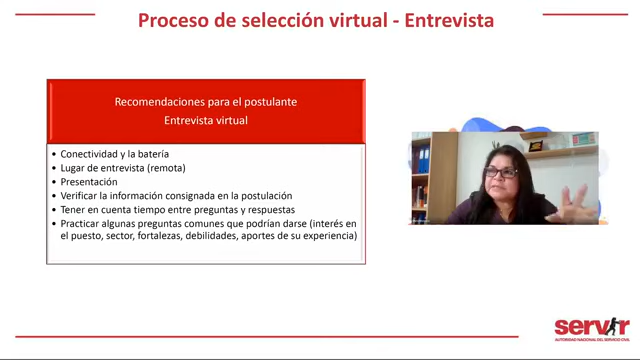 Proceso de selección virtual - Entrevista
Recomendaciones para el postulante
Entrevista virtual
• Conectividad y la batería
• Lugar de entrevista (remota)
• Presentación
• Verificar la información consignada en la postulación
• Tener en cuenta tiempo entre preguntas y respuestas
• Practicar algunas preguntas comunes que podrían darse (interés en
el puesto, sector, fortalezas, debilidades, aportes de su experiencia)
servir
AUTORIDAD NACIONAL DEL SERVICIO CIVIL